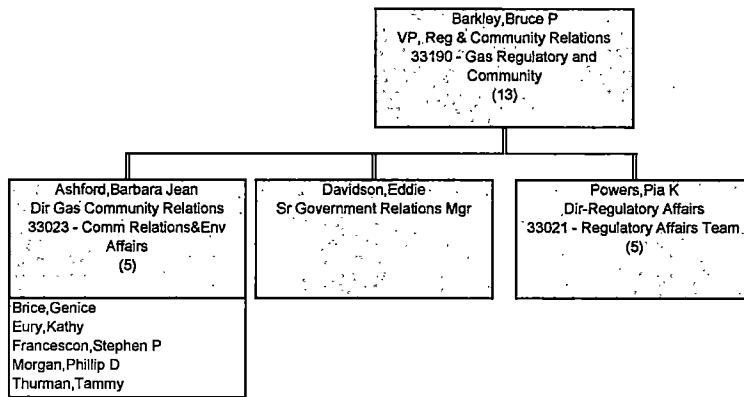 Barkley,Bruce P
VP, Reg & Community Relations
33190 - Gas Regulatory and
Community
(13)
Ashford,Barbara Jean
Dir Gas Community Relations
33023 - Comm Relations&Env
Affairs
(5)
Brice,Genice
Eury,Kathy
Francescon,Stephen P
Morgan,Phillip D
Thurman,Tammy
Davidson,Eddie
Sr Government Relations Mgr
Powers,Pia K
Dir-Regulatory Affairs
33021 - Regulatory Affairs Team
(5)